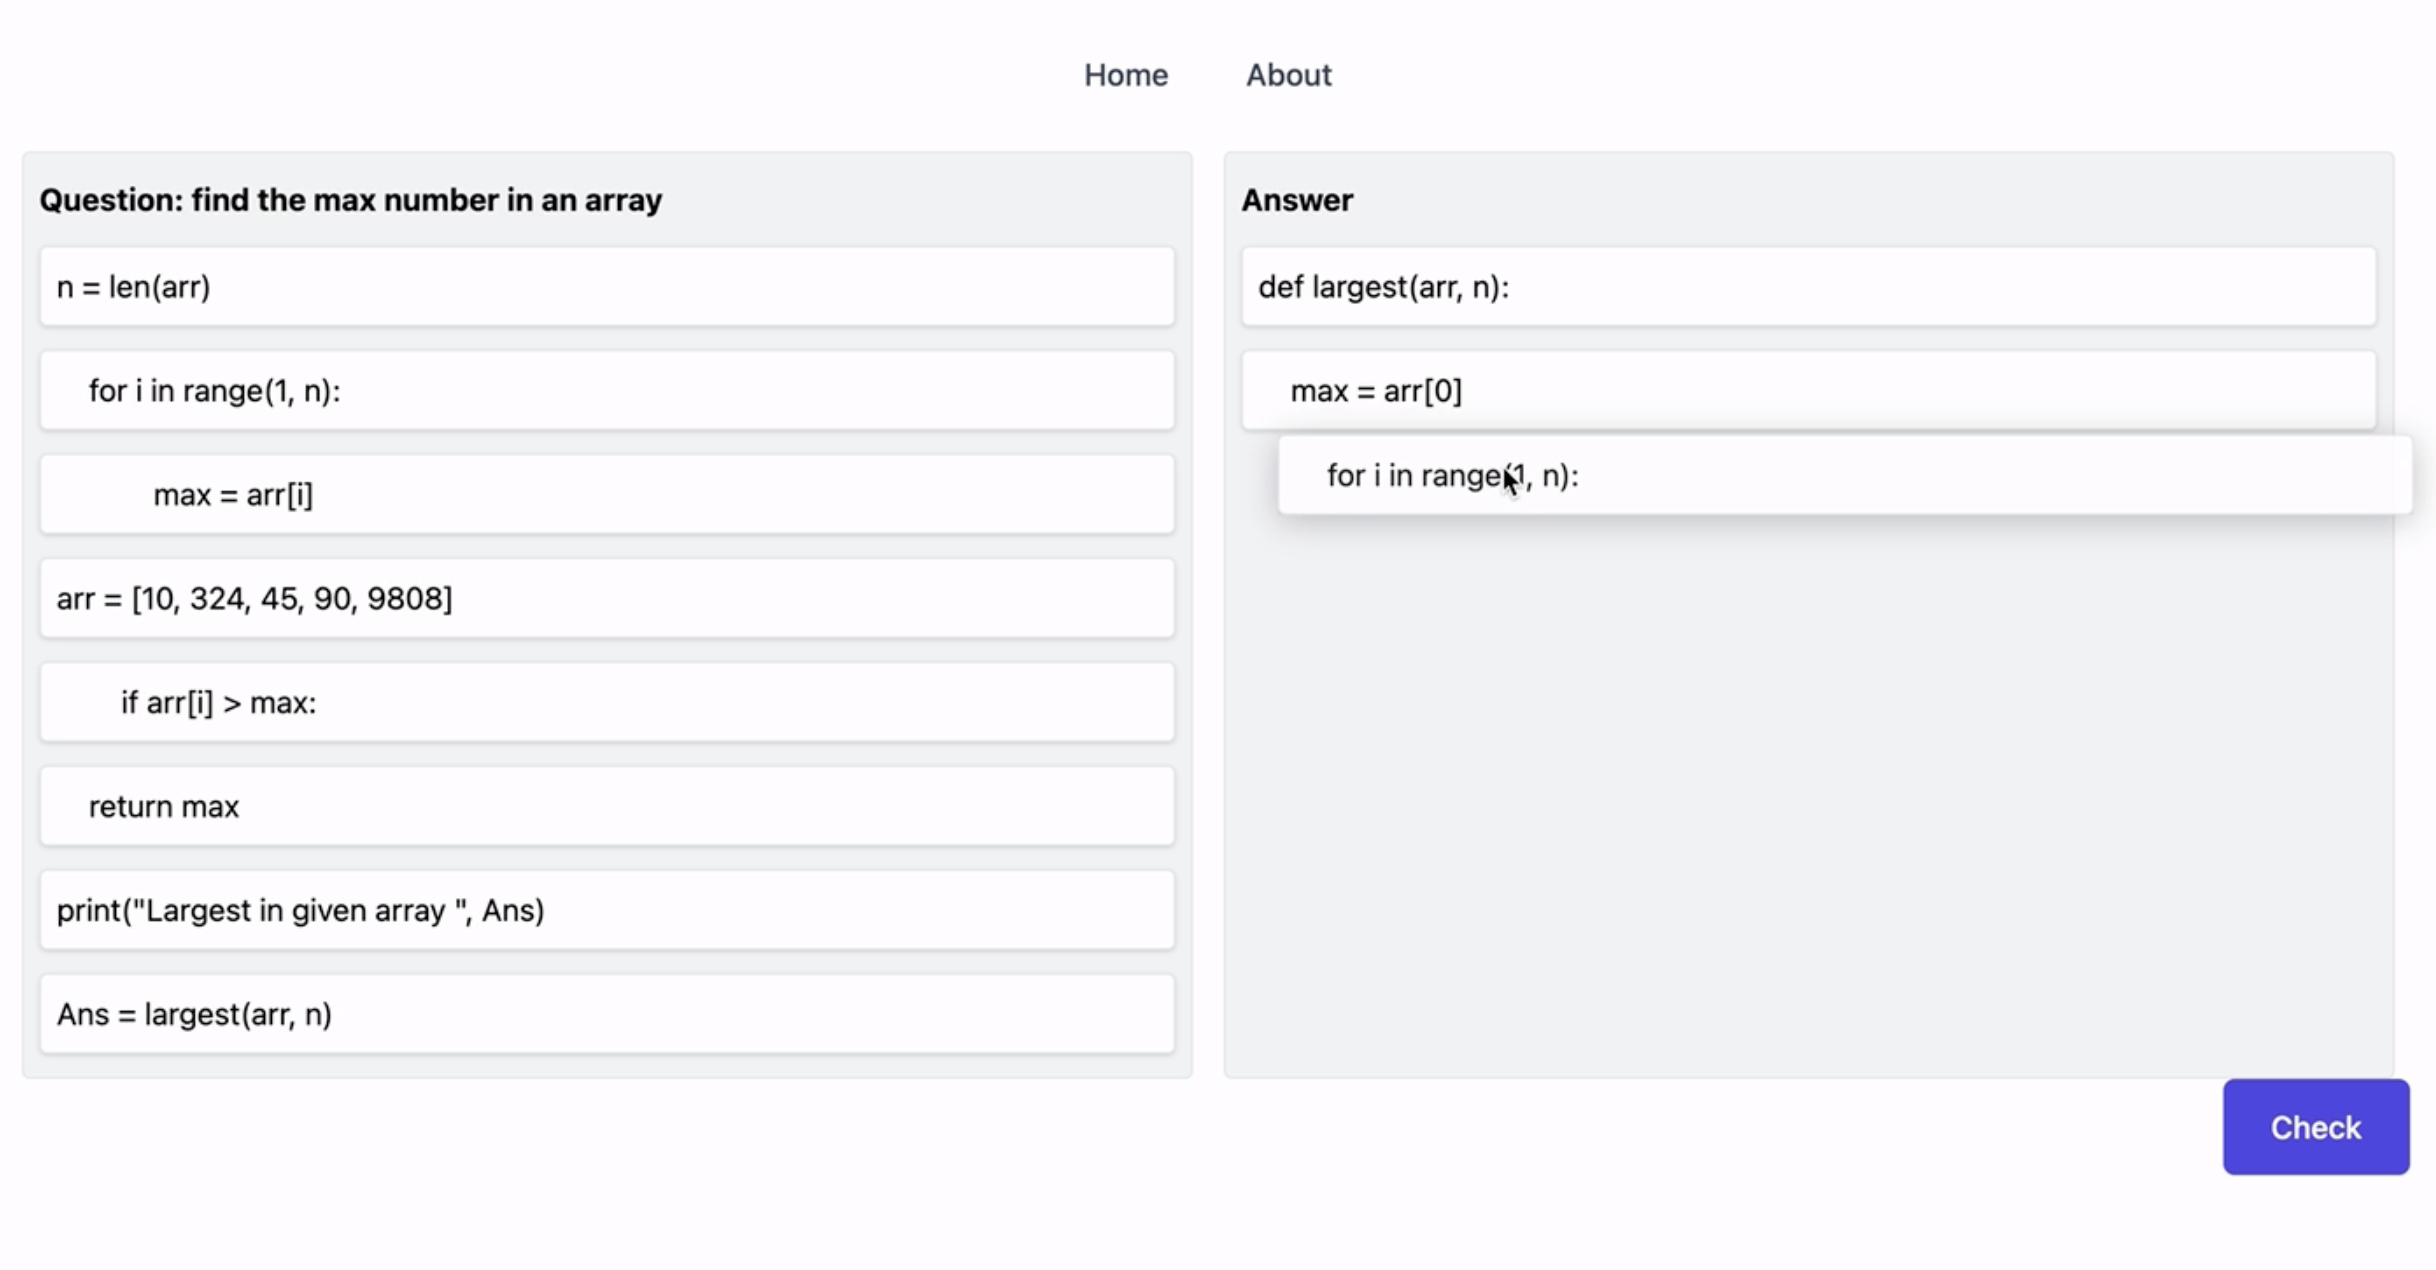 Home About
Question: find the max number in an array
n = len(arr)
for i in range(1, n):
max = arr[i]
arr = [10, 324, 45, 90, 9808]
if arr[i] > max:
return max
print("Largest in given array ", Ans)
Ans = largest(arr, n)
Answer
def largest(arr, n):
max = arr[0]
for i in range(1, n):
Check